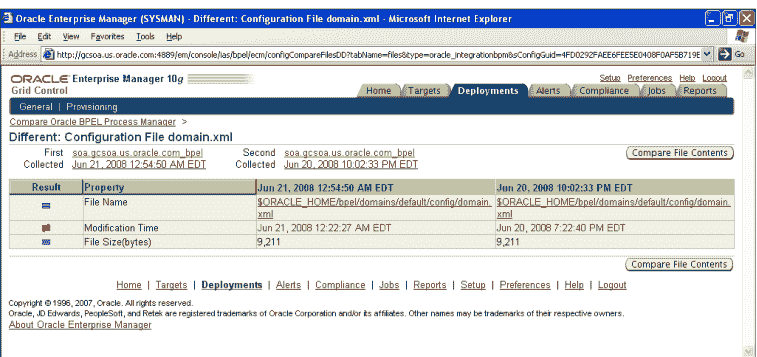 Oracle Enterprise Manager (SYSMAN) - Different: Configuration File domain.xml - Microsoft Internet Explorer
File Edit View Favorites Tools Help
Address http://gcsoa.us.oracle.com:4889/em/console/ias/bpel/ecm/configCompareFilesDD?tabName=files&type=oracle_integrationbpm&sConfigGuid=4FD0292FAEE6FEE5E0408F0AF5B719E Go
ORACLE Enterprise Manager 10g
Grid Control
Setup Preferences Help Logout
Home Targets Deployments Alerts Compliance Jobs Reports
General | Provisioning
Compare Oracle BPEL Process Manager >
Different: Configuration File domain.xml
First soa.gcsoa.us.oracle.com_bpel Second soa.gcsoa.us.oracle.com_bpel Compare File Contents
Collected Jun 21, 2008 12:54:50 AM EDT Collected Jun 20, 2008 10:02:33 PM EDT
Result Property Jun 21, 2008 12:54:50 AM EDT Jun 20, 2008 10:02:33 PM EDT
File Name $ORACLE_HOME/bpel/domains/default/config/domain. $ORACLE_HOME/bpel/domains/default/config/domain.
xml xml
Modification Time Jun 21, 2008 12:22:27 AM EDT Jun 20, 2008 7:22:40 PM EDT
File Size(bytes) 9,211 9,211
Compare File Contents
Home | Targets | Deployments | Alerts | Compliance | Jobs | Reports | Setup | Preferences | Help | Logout
Copyright © 1996, 2007, Oracle. All rights reserved.
Oracle, JD Edwards, PeopleSoft, and Retek are registered trademarks of Oracle Corporation and/or its affiliates. Other names may be trademarks of their respective owners.
About Oracle Enterprise Manager